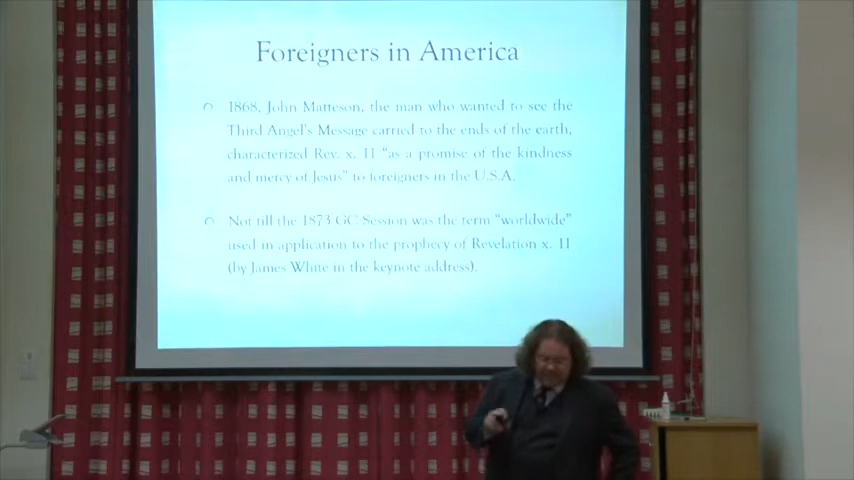 Foreigners in America
1868, John Matteson, the man who wanted to see the
Third Angel's Message carried to the ends of the earth,
characterized Rev. x. 11 "as a promise of the kindness
and mercy of Jesus" to foreigners in the U.S.A.
Not till the 1873 GC Session was the term "worldwide"
used in application to the prophecy of Revelation x. 11
(by James White in the keynote address).